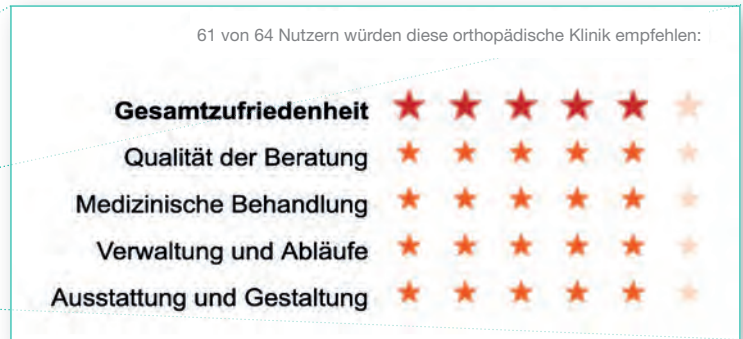 61 von 64 Nutzern würden diese orthopädische Klinik empfehlen:
Gesamtzufriedenheit
Qualität der Beratung
Medizinische Behandlung
Verwaltung und Abläufe
Ausstattung und Gestaltung